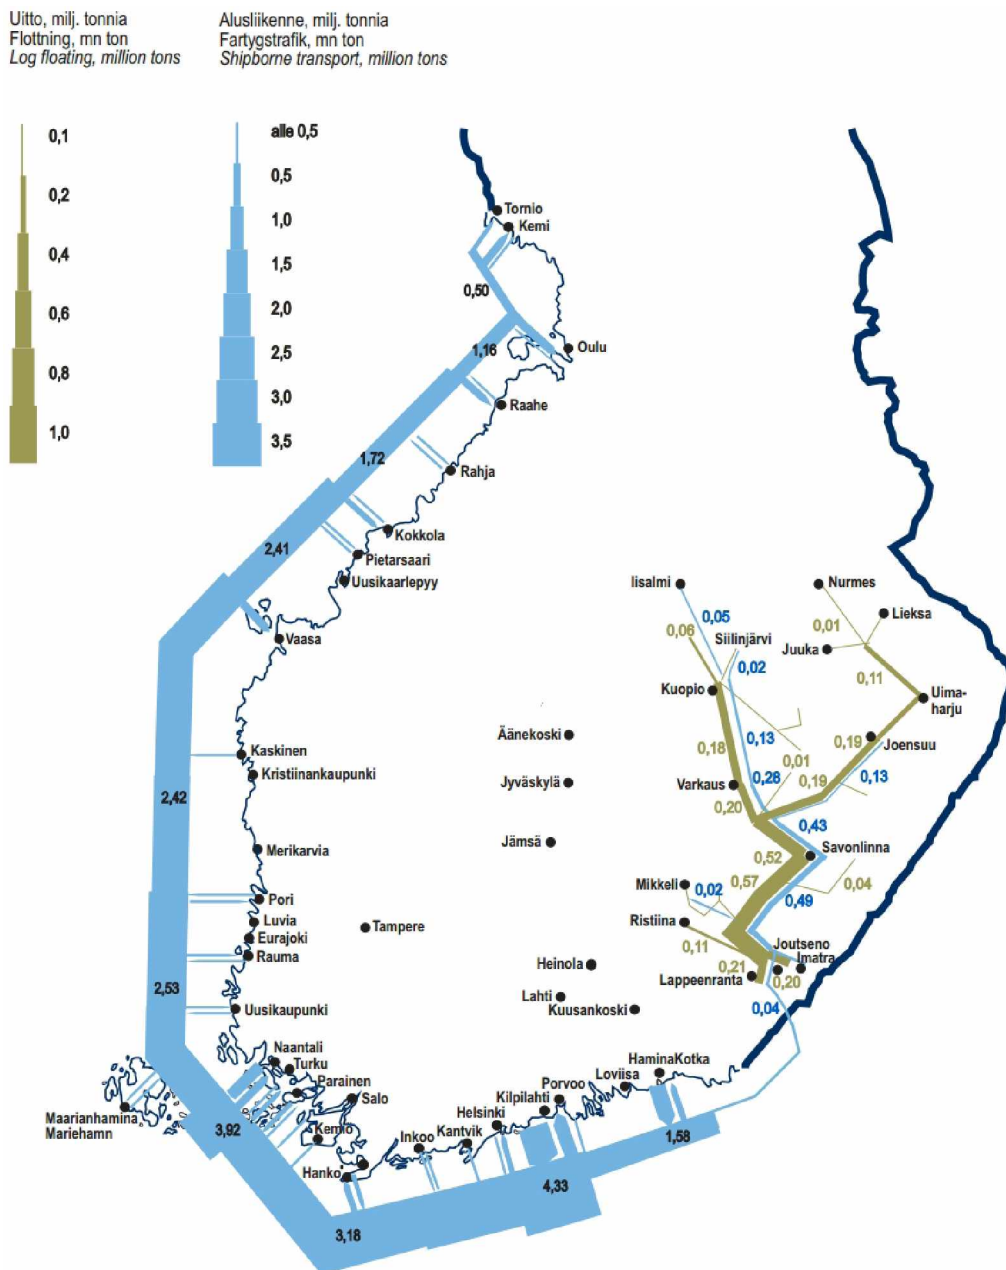 Uitto, milj. tonnia
Flottning, mn ton
Log floating, million tons
Alusliikenne, milj. tonnia
Fartygstrafik, mn ton
Shipborne transport, million tons
0,1
0,2
0,4
0,6
0,8
1,0
alle 0,5
0,5
1,0
1,5
2,0
2,5
3,0
3,5
Tornio
Kemi
0,50
Oulu
1,16
Raahe
1,72
Rahja
Kokkola
2,41
Pietarsaari
Uusikaarlepyy
Vaasa
Iisalmi
Nurmes
0,05
Lieksa
0,01
0,06
Siilinjärvi
Juuka
0,02
0,11
Kuopio
Uima-
harju
Äänekoski
0,13
0,19
Joensuu
0,18
0,01
Kaskinen
Kristiinankaupunki
Jyväskylä
0,28
0,13
0,19
Varkaus
2,42
0,20
0,43
Merikarvia
Jämsä
Savonlinna
0,52
0,57
0,04
Mikkeli
0,02
0,49
Pori
Luvia
Ristiina
Tampere
Eurajoki
0,11
Joutseno
Rauma
Imatra
Heinola
0,21
Lappeenranta
0,20
2,53
Lahti
Kuusankoski
0,04
Uusikaupunki
Naantali
Turku
Parainen
Salo
HaminaKotka
Loviisa
Porvoo
Kilpilahti
Helsinki
Maarianhamina
Mariehamn
3,92
Kemiö
Kantvik
Inkoo
1,58
Hanko
4,33
3,18